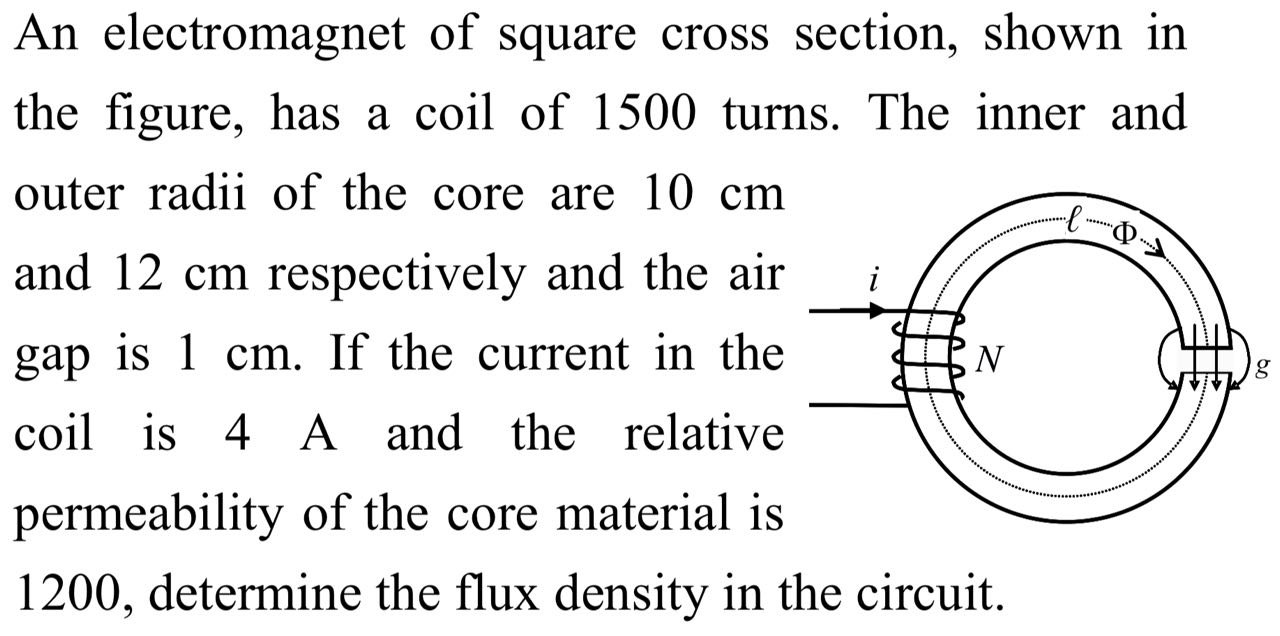 An electromagnet of square cross section, shown in
the figure, has a coil of 1500 turns. The inner and
outer radii of the core are 10 cm
and 12 cm respectively and the air
gap is 1 cm. If the current in the
coil is 4 A and the relative
permeability of the core material is
1200, determine the flux density in the circuit.
ℓ
Φ
i
N
g